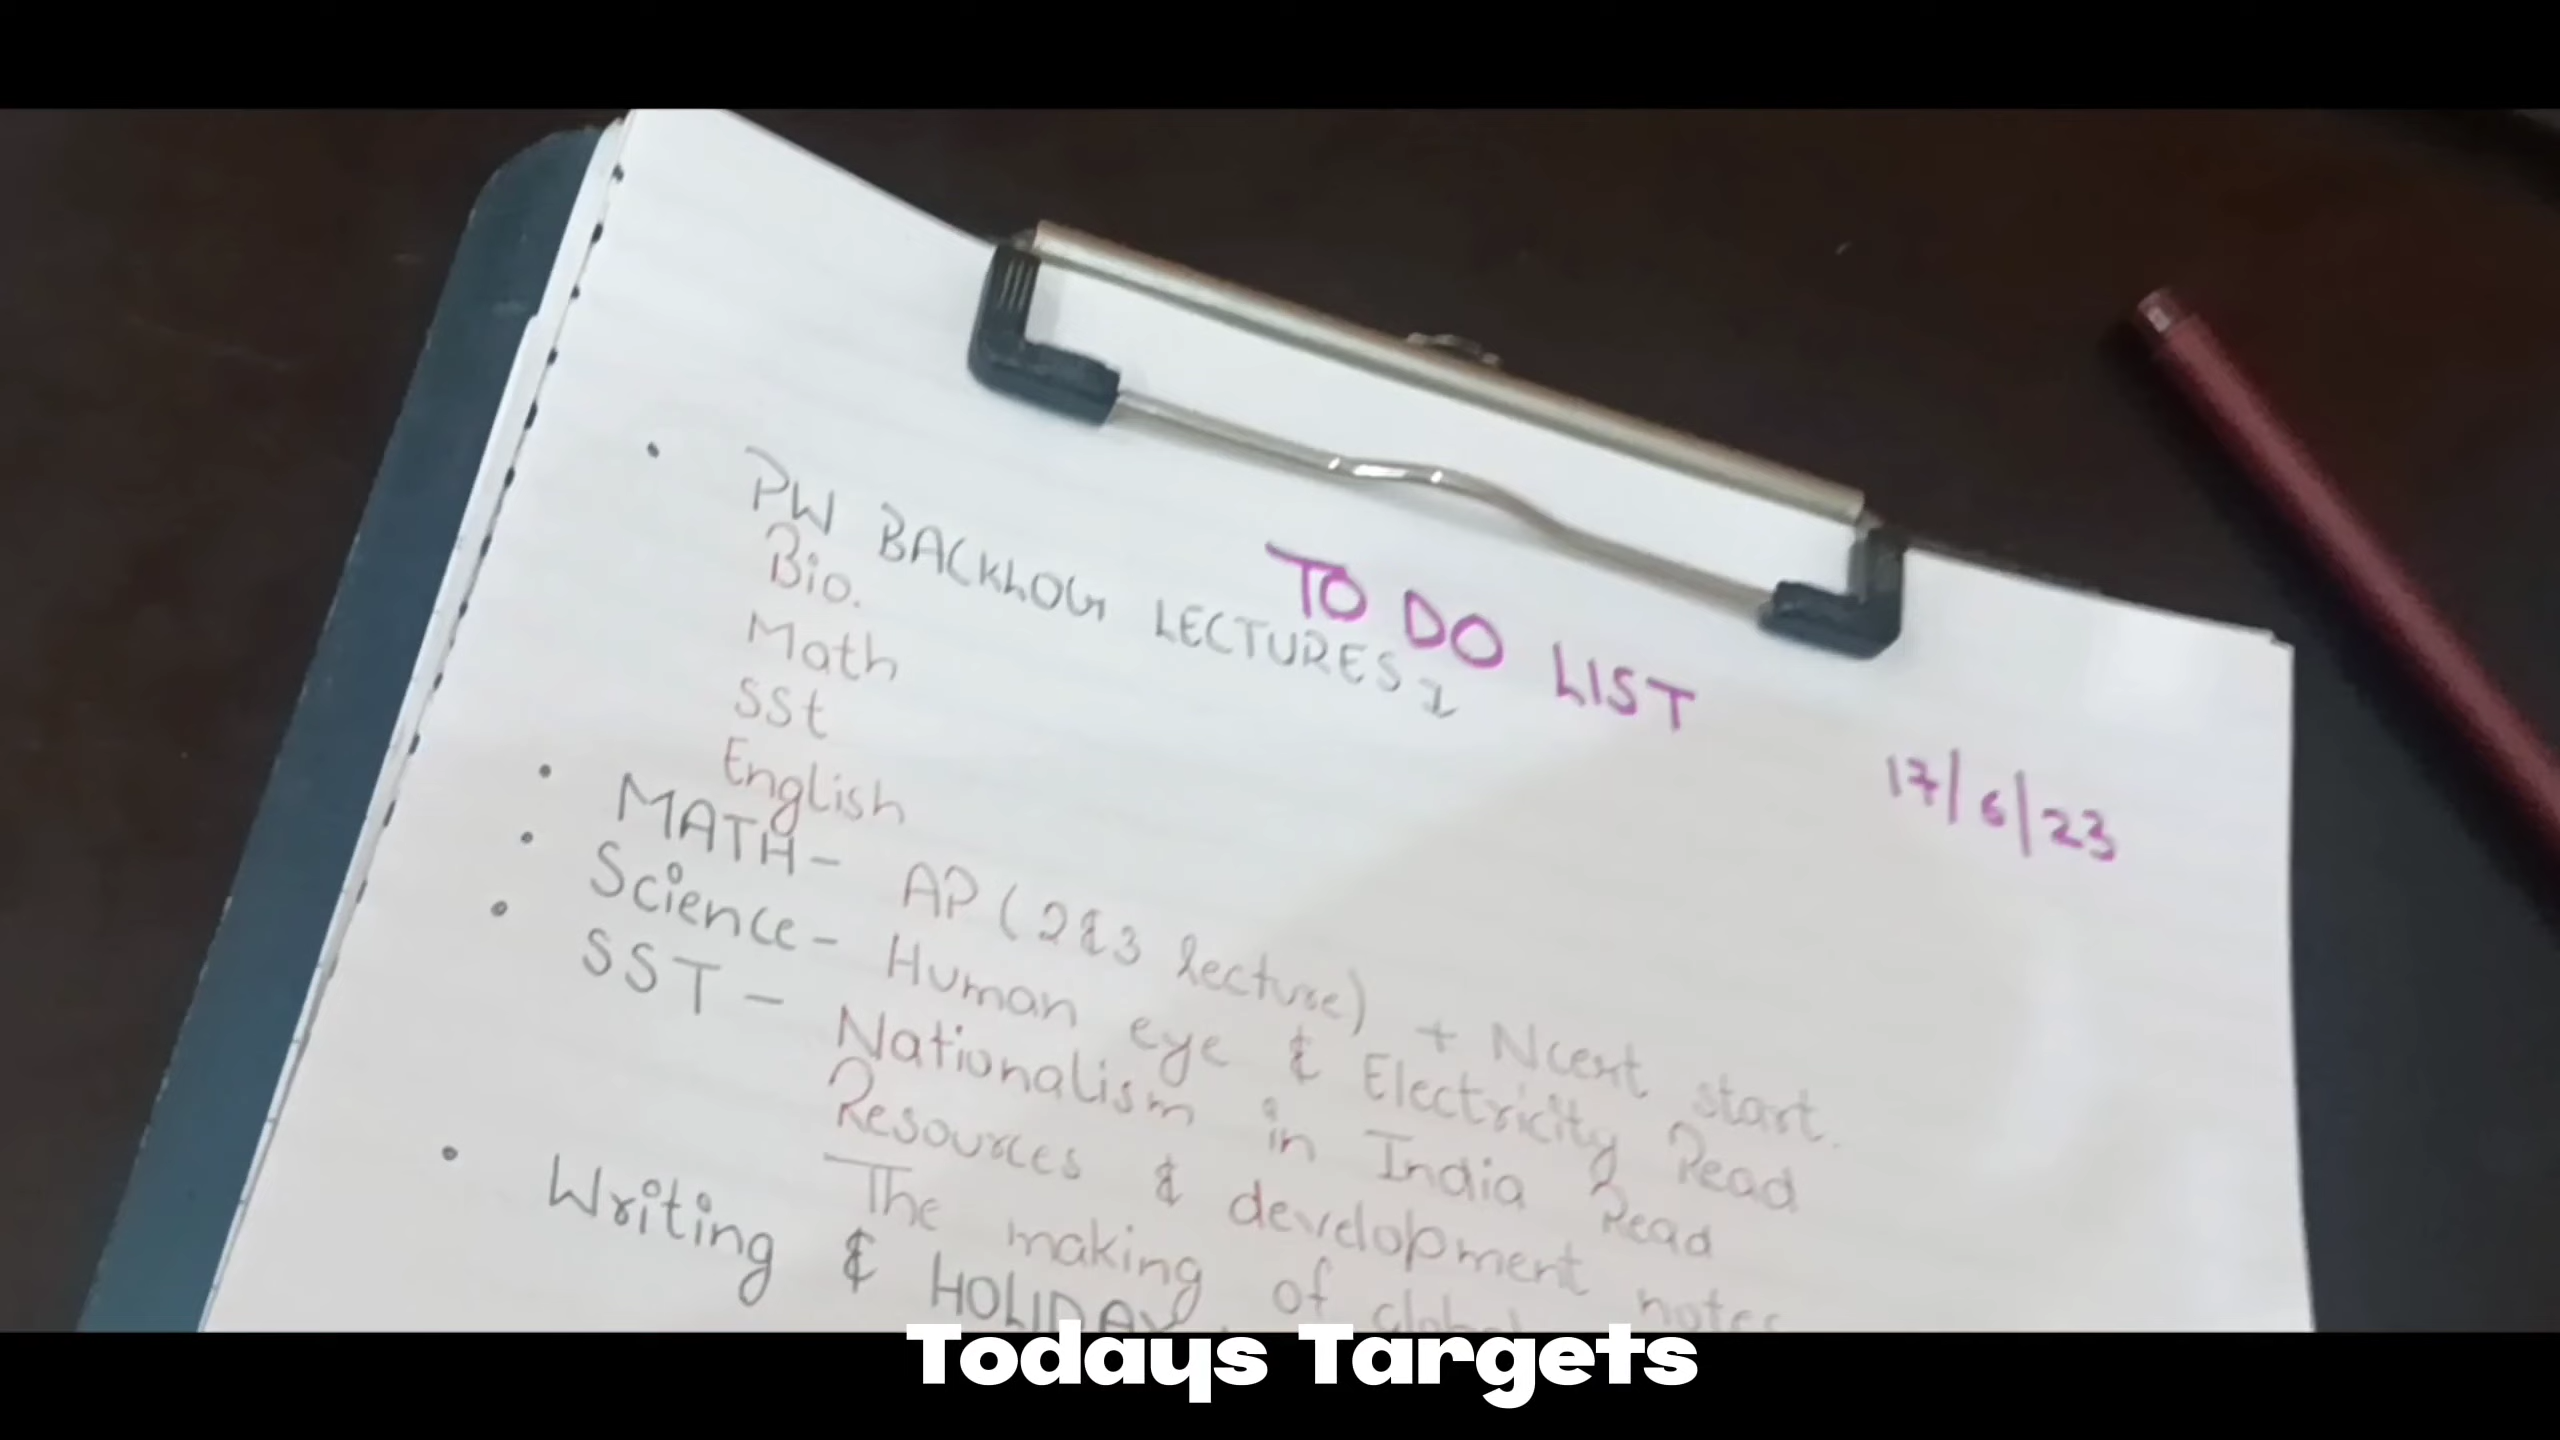 TO DO LIST
17/6/23
• PW BACKLOG LECTURES
Bio.
Math
SSt
English
• MATH- AP (2&3 lecture) + Ncert start.
• Science- Human eye & Electricity Read
• SST - Nationalism in India Read
Resources & development notes
The making of global
• Writing & HOLIDAY
Todays Targets